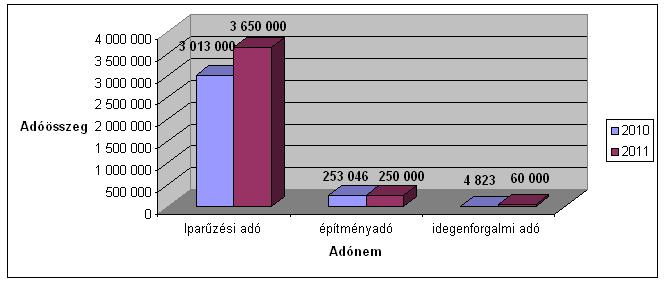 3 650 000
3 013 000
4 000 000
3 500 000
3 000 000
2 500 000
2 000 000
1 500 000
1 000 000
500 000
0
Adóösszeg
253 046 250 000
4 823 60 000
2010
2011
Iparűzési adó építményadó idegenforgalmi adó
Adónem